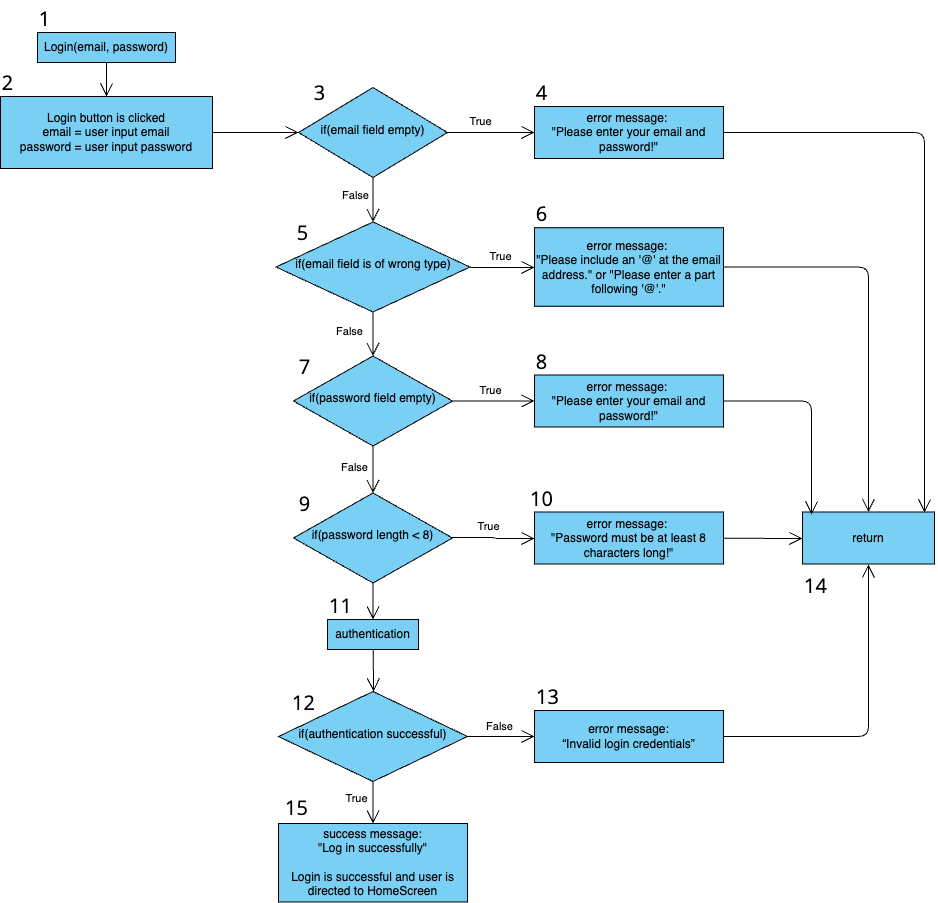 1
Login(email, password)
2
Login button is clicked
email = user input email
password = user input password
3
if(email field empty)
True
4
error message:
"Please enter your email and
password!"
False
5
if(email field is of wrong type)
True
6
error message:
"Please include an '@' at the email
address." or "Please enter a part
following '@'."
False
7
if(password field empty)
True
8
error message:
"Please enter your email and
password!"
False
9
if(password length < 8)
True
10
error message:
"Password must be at least 8
characters long!"
return
14
11
authentication
12
if(authentication successful)
False
13
error message:
“Invalid login credentials”
True
15
success message:
"Log in successfully"
Login is successful and user is
directed to HomeScreen